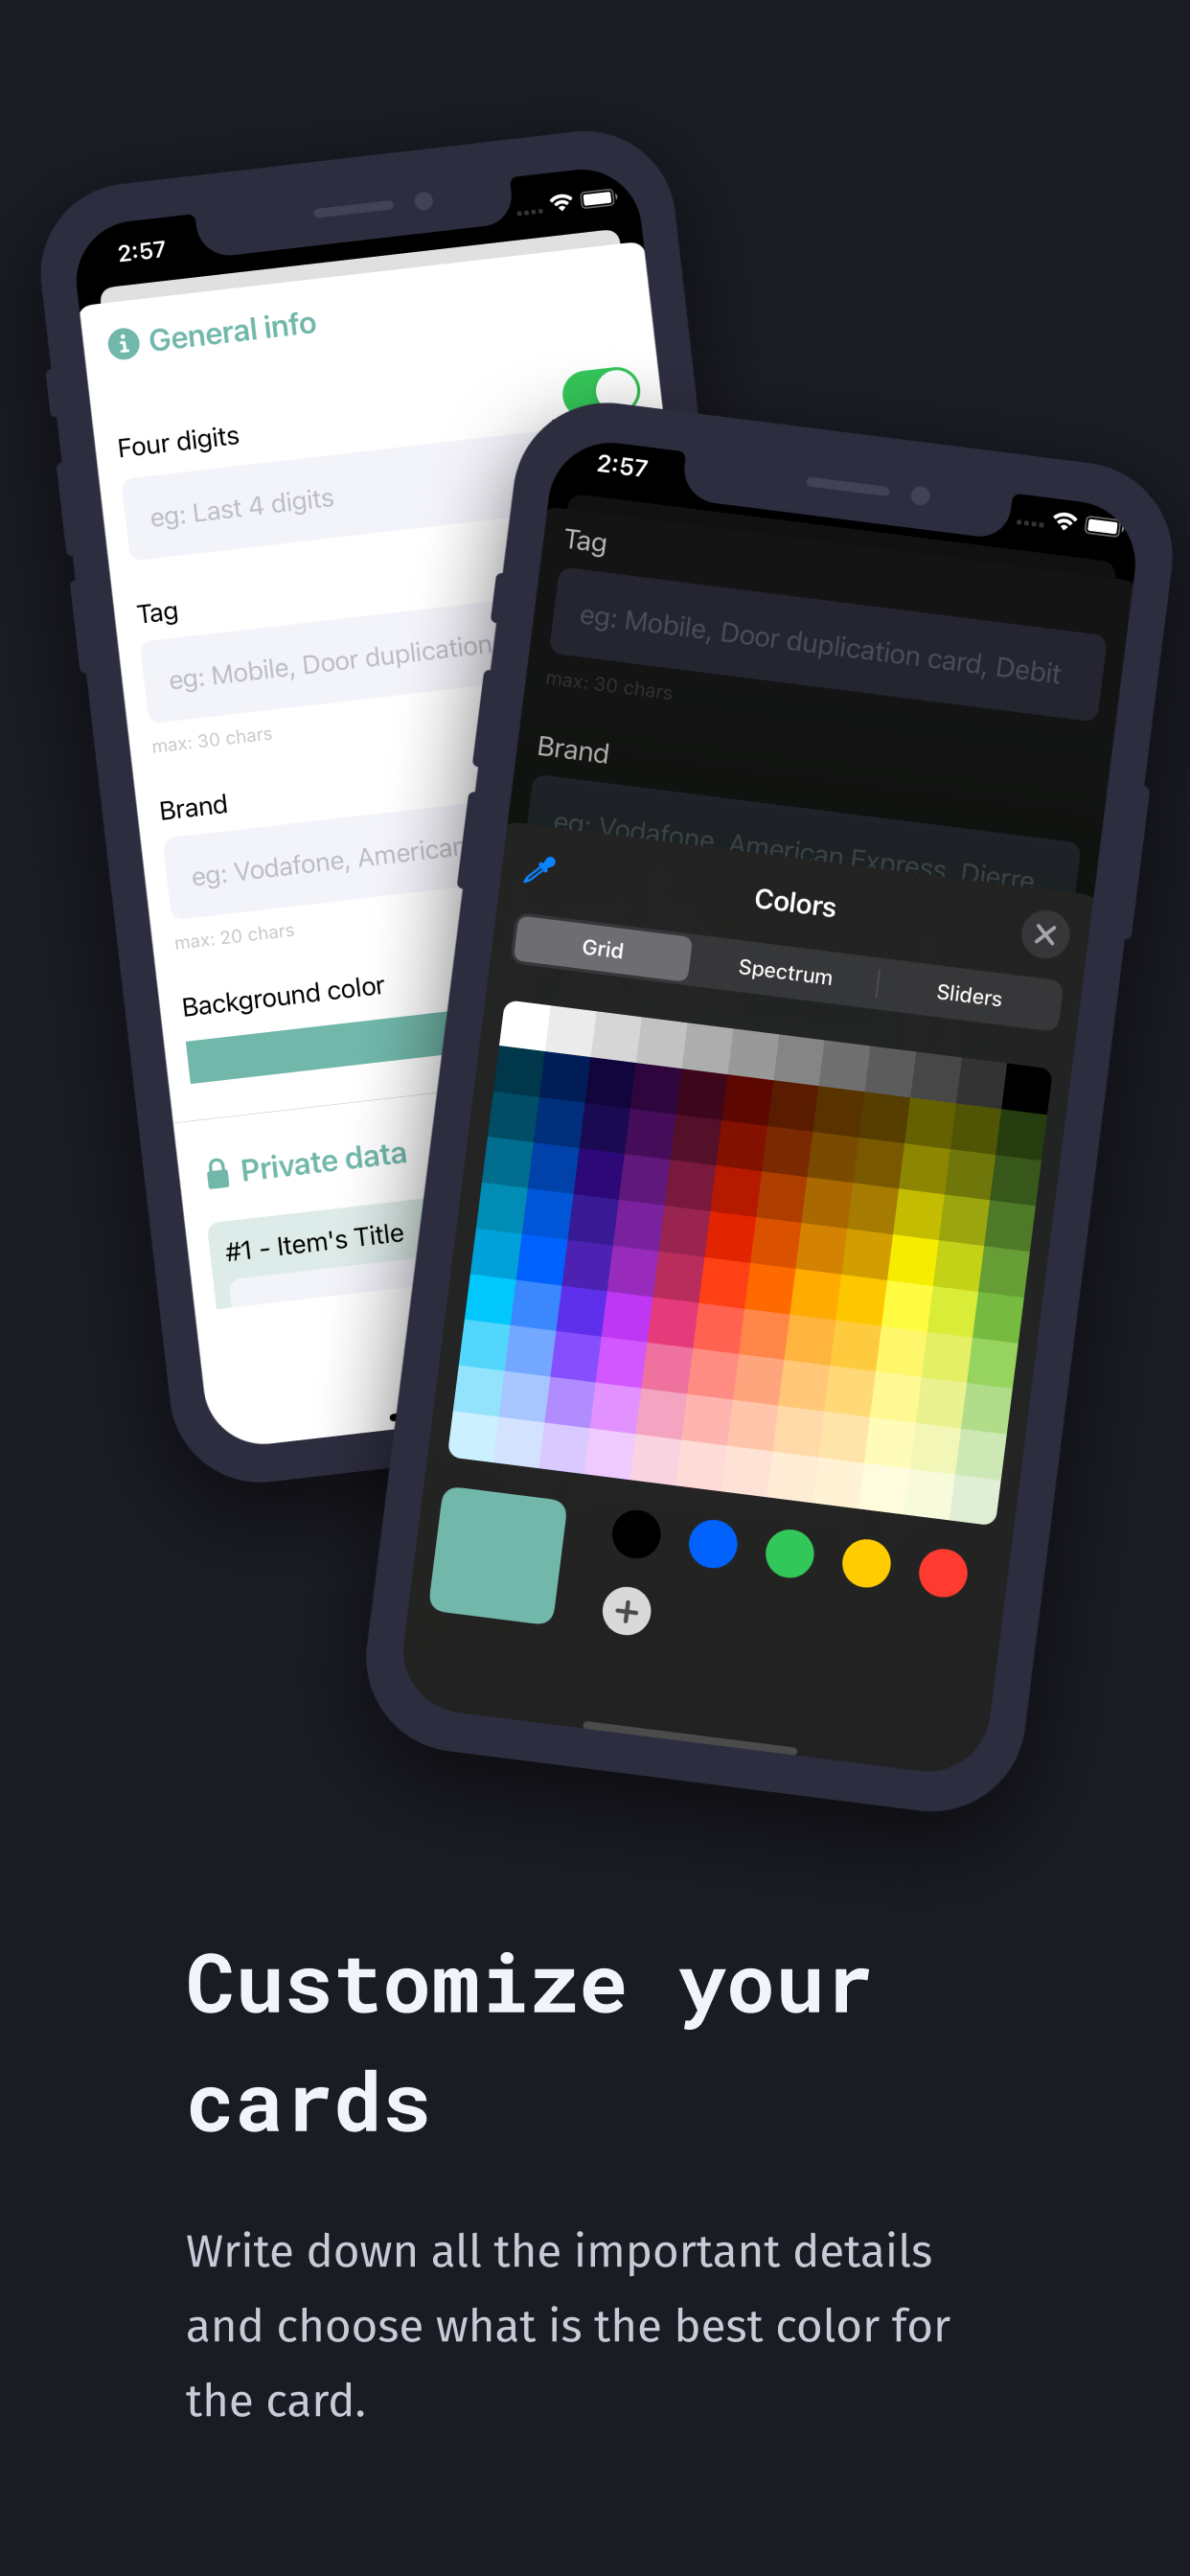 2:57
General info
Four digits
eg: Last 4 digits
Tag
eg: Mobile, Door duplication
max: 30 chars
Brand
eg: Vodafone, American
max: 20 chars
Background color
Private data
#1 - Item's Title
2:57
Tag
eg: Mobile, Door duplication card, Debit
max: 30 chars
Brand
eg: Vodafone, American Express, Dierre
Colors
Grid
Spectrum
Sliders
Customize your
cards
Write down all the important details
and choose what is the best color for
the card.